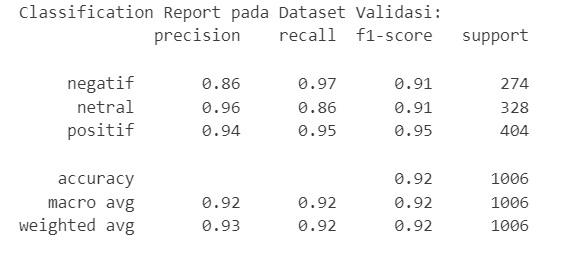 Classification Report pada Dataset Validasi:
precision recall f1-score support
negatif 0.86 0.97 0.91 274
netral 0.96 0.86 0.91 328
positif 0.94 0.95 0.95 404
accuracy 0.92 1006
macro avg 0.92 0.92 0.92 1006
weighted avg 0.93 0.92 0.92 1006